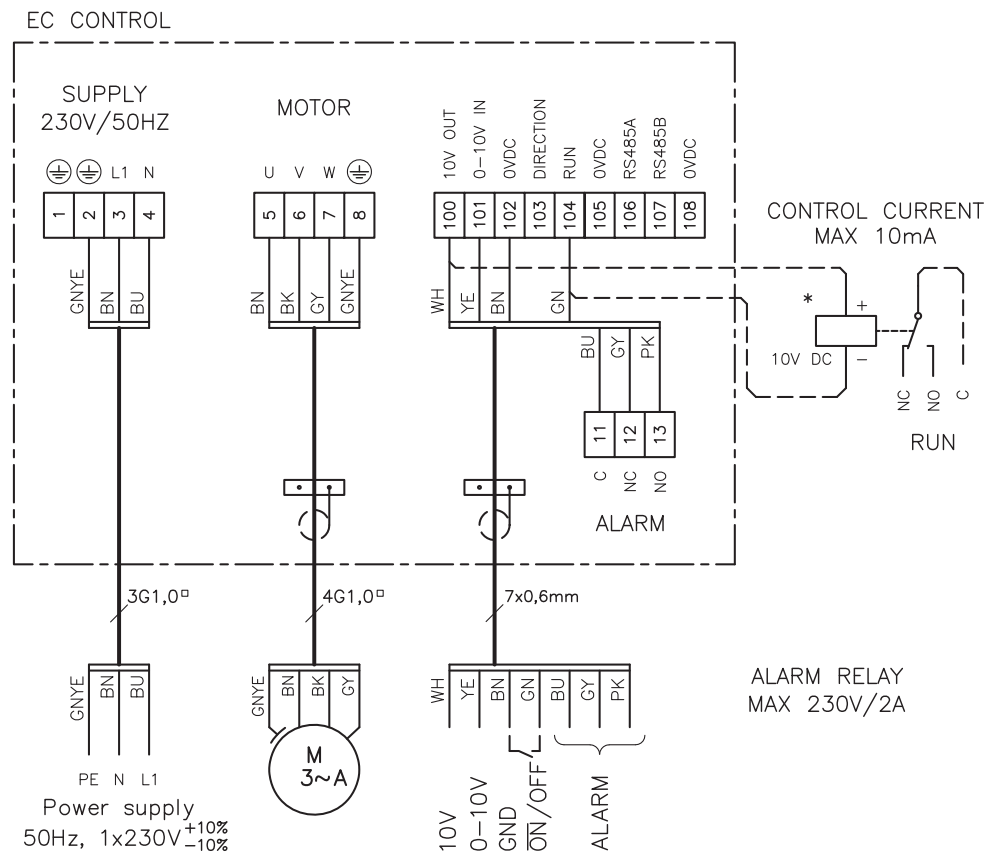 EC CONTROL
SUPPLY
230V/50HZ
MOTOR
10V OUT
0-10V IN
0VDC
DIRECTION
RUN
0VDC
RS485A
RS485B
0VDC
L1 N
U V W
1 2 3 4
5 6 7 8
100 101 102 103 104 105 106 107 108
CONTROL CURRENT
MAX 10mA
GNYE BN BU
BN BK GY GNYE
WH YE BN GN
* +
10V DC −
NC NO C
RUN
BU GY PK
11 12 13
C NC NO
ALARM
3G1,0▫
4G1,0▫
7x0,6mm
GNYE BN BU
GNYE BN BK GY
WH YE BN GN BU GY PK
ALARM RELAY
MAX 230V/2A
M
3~A
PE N L1
Power supply
50Hz, 1x230V +10%
−10%
10V
0-10V
GND
ON/OFF
ALARM